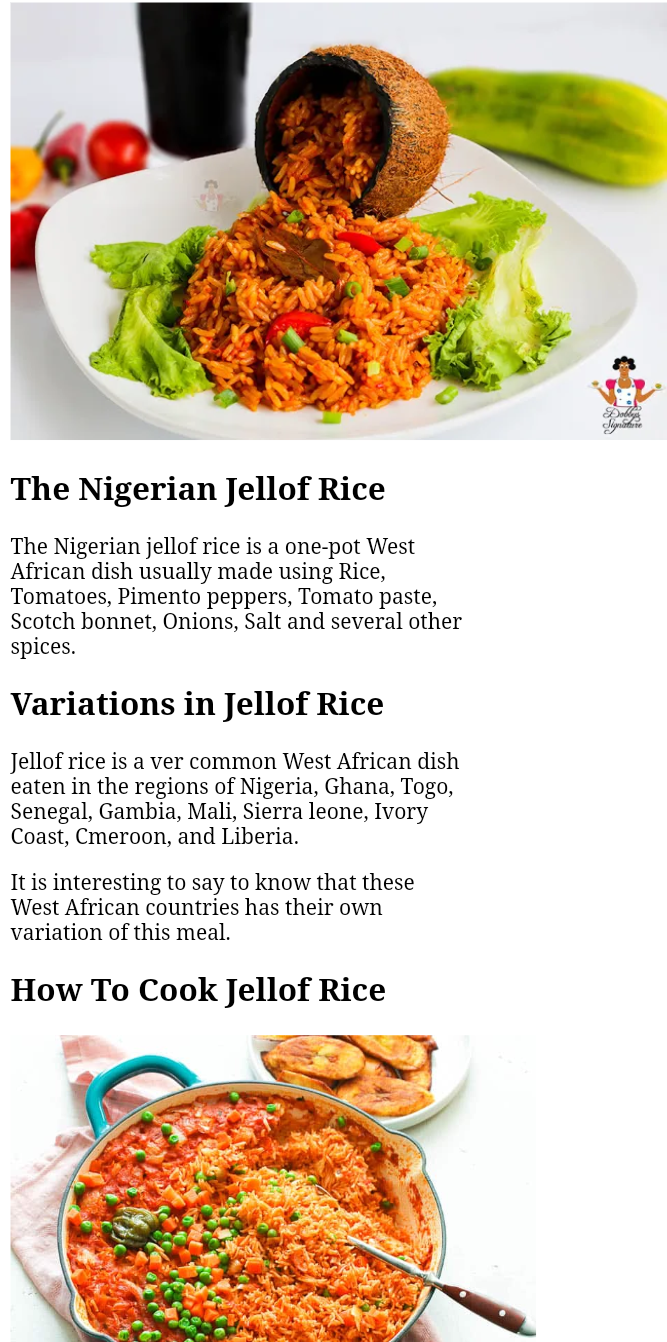 Dobbys
Signature
The Nigerian Jellof Rice
The Nigerian jellof rice is a one-pot West
African dish usually made using Rice,
Tomatoes, Pimento peppers, Tomato paste,
Scotch bonnet, Onions, Salt and several other
spices.
Variations in Jellof Rice
Jellof rice is a ver common West African dish
eaten in the regions of Nigeria, Ghana, Togo,
Senegal, Gambia, Mali, Sierra leone, Ivory
Coast, Cmeroon, and Liberia.
It is interesting to say to know that these
West African countries has their own
variation of this meal.
How To Cook Jellof Rice